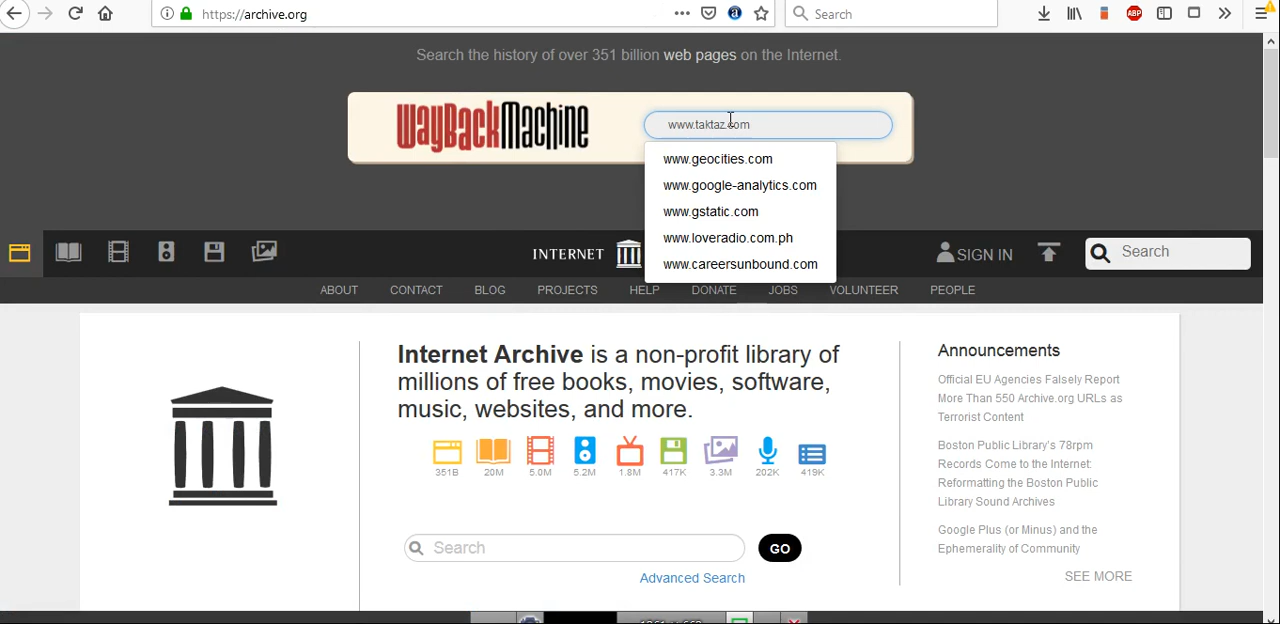 https://archive.org
Search
Search the history of over 351 billion web pages on the Internet.
WayBackMachine
www.taktaz.com
www.geocities.com
www.google-analytics.com
www.gstatic.com
www.loveradio.com.ph
www.careersunbound.com
INTERNET
SIGN IN
Search
ABOUT
CONTACT
BLOG
PROJECTS
HELP
DONATE
JOBS
VOLUNTEER
PEOPLE
Internet Archive is a non-profit library of
millions of free books, movies, software,
music, websites, and more.
351B
20M
5.0M
5.2M
1.8M
417K
3.3M
202K
419K
Search
GO
Advanced Search
Announcements
Official EU Agencies Falsely Report
More Than 550 Archive.org URLs as
Terrorist Content
Boston Public Library's 78rpm
Records Come to the Internet:
Reformatting the Boston Public
Library Sound Archives
Google Plus (or Minus) and the
Ephemerality of Community
SEE MORE
ABP